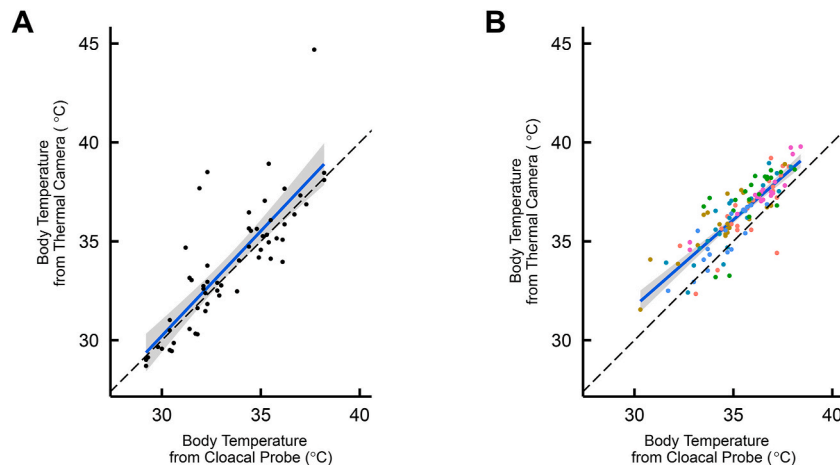 A
45
40
35
30
Body Temperature
from Thermal Camera ( °C)
30
35
40
Body Temperature
from Cloacal Probe (°C)
B
45
40
35
30
Body Temperature
from Thermal Camera ( °C)
30
35
40
Body Temperature
from Cloacal Probe (°C)